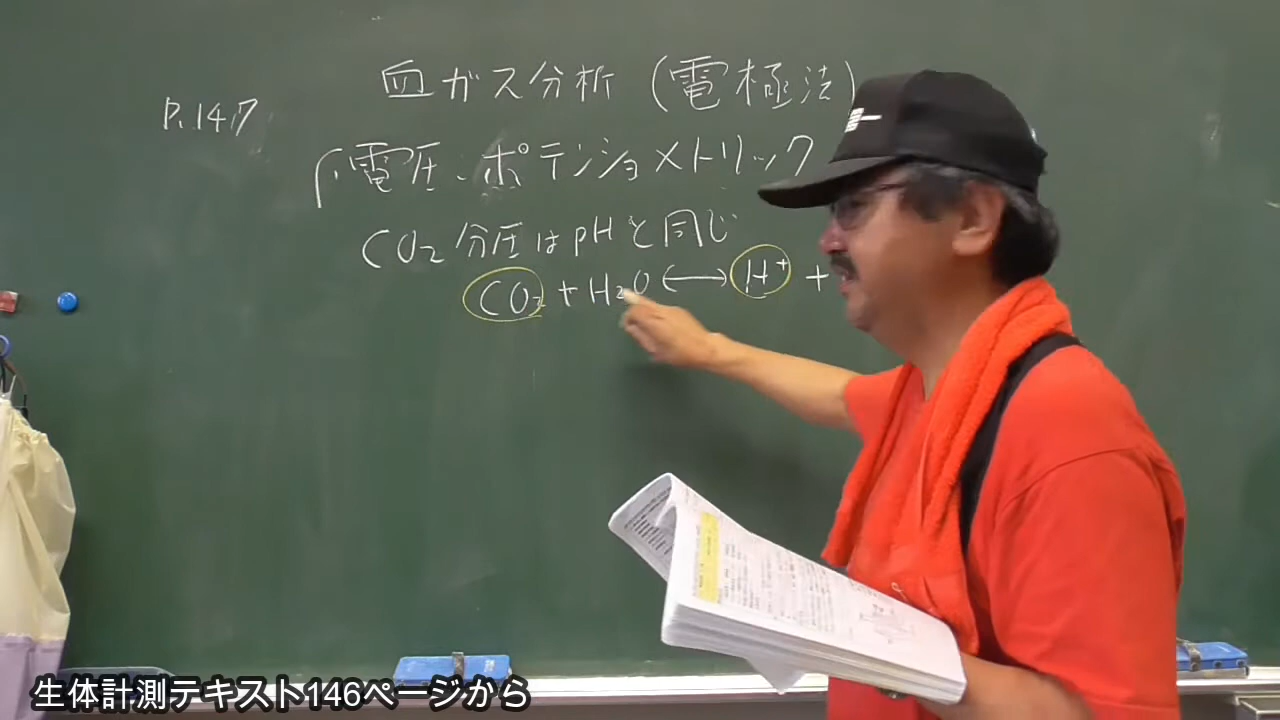 血ガス分析(電極法)
P.147
電圧.ポテンショメトリック
CO₂分圧はpHと同じ
CO₂+H₂O⟷H⁺+
生体計測テキスト146ページから